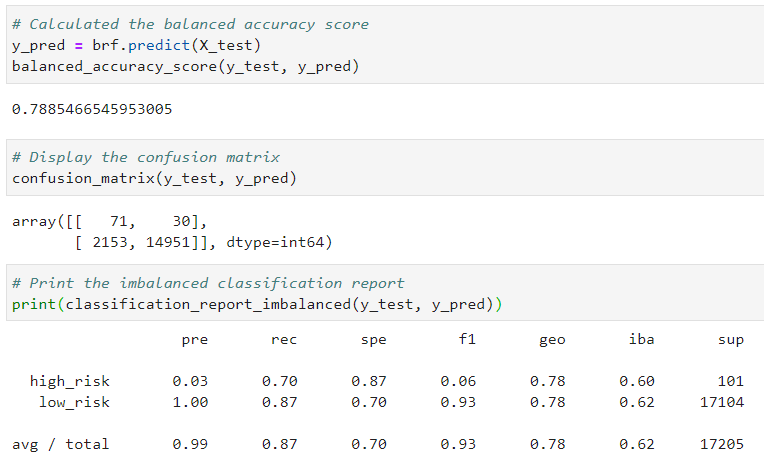 # Calculated the balanced accuracy score
y_pred = brf.predict(X_test)
balanced_accuracy_score(y_test, y_pred)
0.7885466545953005
# Display the confusion matrix
confusion_matrix(y_test, y_pred)
array([[   71,    30],
       [ 2153, 14951]], dtype=int64)
# Print the imbalanced classification report
print(classification_report_imbalanced(y_test, y_pred))
                   pre       rec       spe        f1       geo       iba       sup
  high_risk       0.03      0.70      0.87      0.06      0.78      0.60       101
   low_risk       1.00      0.87      0.70      0.93      0.78      0.62     17104
avg / total       0.99      0.87      0.70      0.93      0.78      0.62     17205